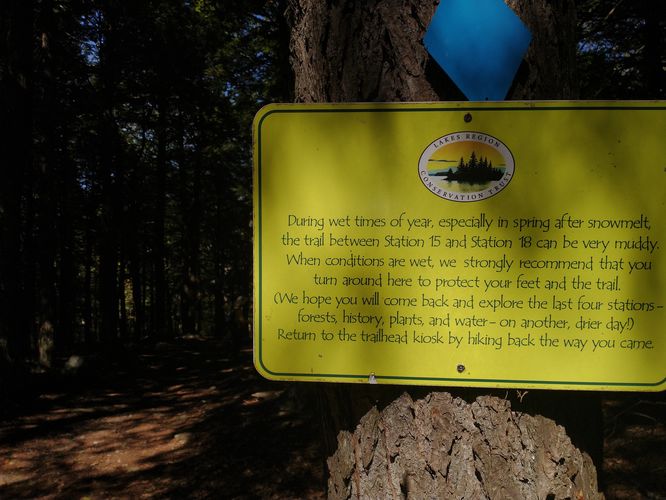 LAKES REGION
CONSERVATION TRUST
During wet times of year, especially in spring after snowmelt,
the trail between Station 15 and Station 18 can be very muddy.
When conditions are wet, we strongly recommend that you
turn around here to protect your feet and the trail.
(We hope you will come back and explore the last four stations–
forests, history, plants, and water– on another, drier day!)
Return to the trailhead kiosk by hiking back the way you came.